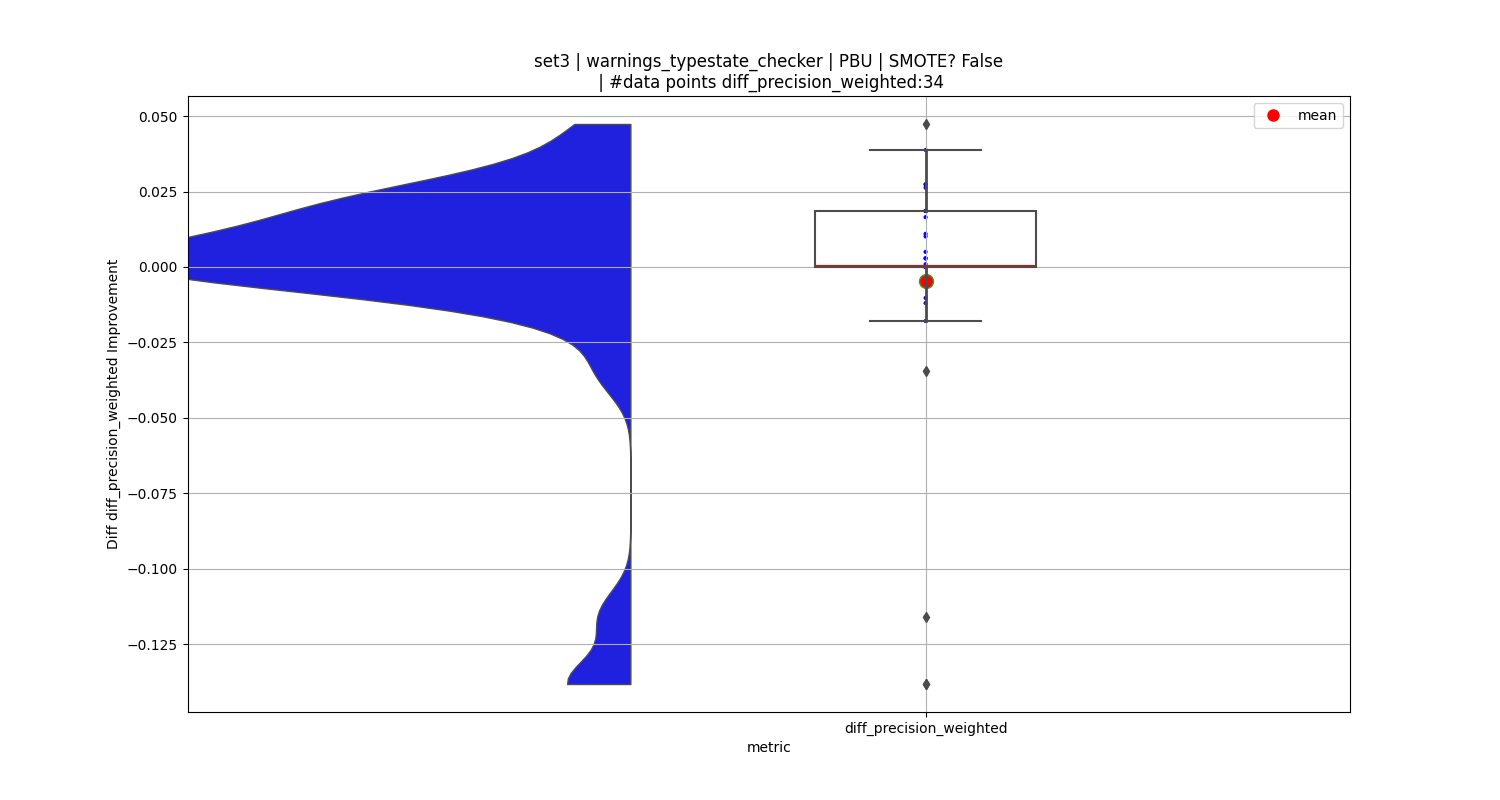 set3 | warnings_typestate_checker | PBU | SMOTE? False
| #data points diff_precision_weighted:34
mean
0.050
0.025
0.000
−0.025
−0.050
−0.075
−0.100
−0.125
Diff diff_precision_weighted Improvement
diff_precision_weighted
metric